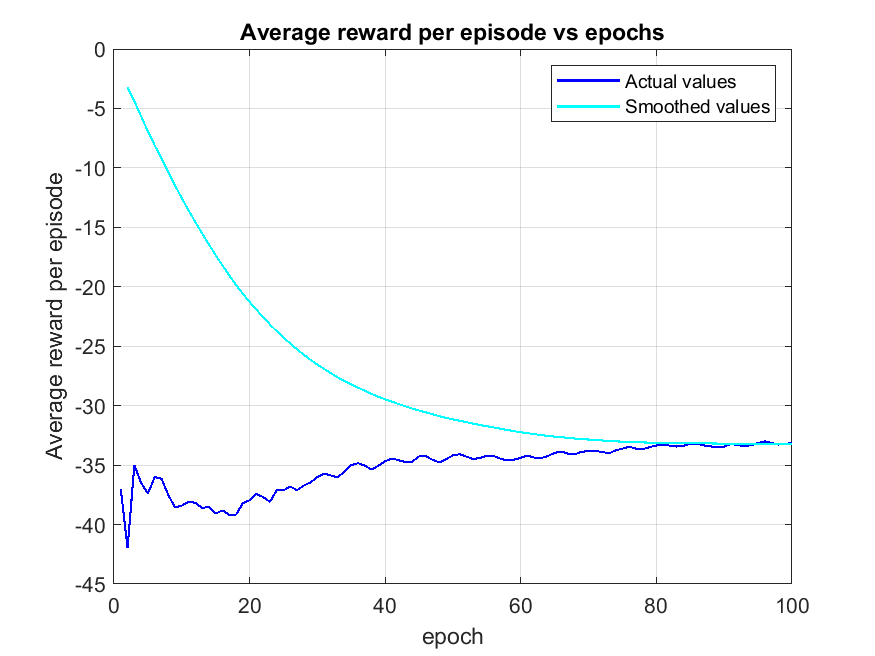 Average reward per episode vs epochs
Actual values
Smoothed values
Average reward per episode
0
-5
-10
-15
-20
-25
-30
-35
-40
-45
0 20 40 60 80 100
epoch